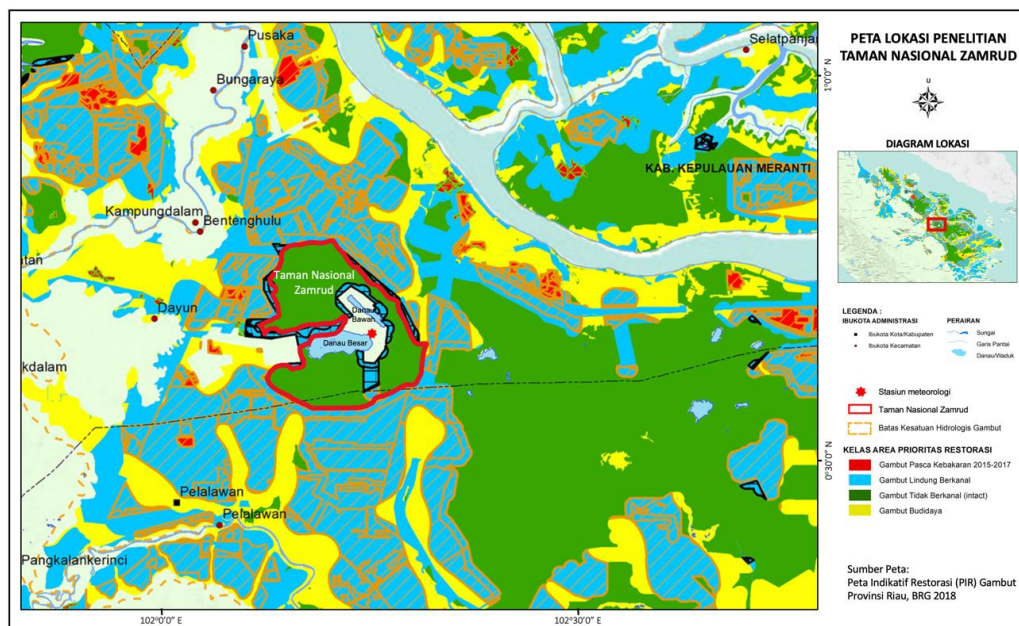 PETA LOKASI PENELITIAN
TAMAN NASIONAL ZAMRUD
U
DIAGRAM LOKASI
LEGENDA :
IBUKOTA ADMINISTRASI
Ibukota Kota/Kabupaten
Ibukota Kecamatan
PERAIRAN
Sungai
Garis Pantai
Danau/Waduk
Stasiun meteorologi
Taman Nasional Zamrud
Batas Kesatuan Hidrologis Gambut
KELAS AREA PRIORITAS RESTORASI
Gambut Pasca Kebakaran 2015-2017
Gambut Lindung Berkanal
Gambut Tidak Berkanal (intact)
Gambut Budidaya
Sumber Peta:
Peta Indikatif Restorasi (PIR) Gambut
Provinsi Riau, BRG 2018
Pusaka
Selatpanjan
Bungaraya
KAB. KEPULAUAN MERANTI
Kampungdalam
Bentenghulu
utan
Taman Nasional
Zamrud
Danau
Bawah
Dayun
Danau Besar
kdalam
Pelalawan
Pelalawan
Pangkalankerinci
1°0'0" N
0°30'0" N
102°0'0" E
102°30'0" E